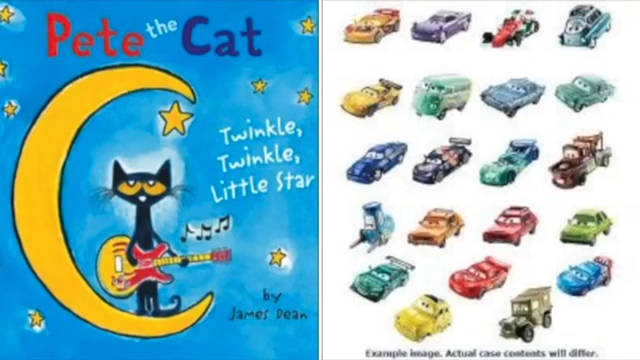 Pete the Cat
Twinkle,
Twinkle,
Little Star
by
James Dean
Example image. Actual case contents will differ.